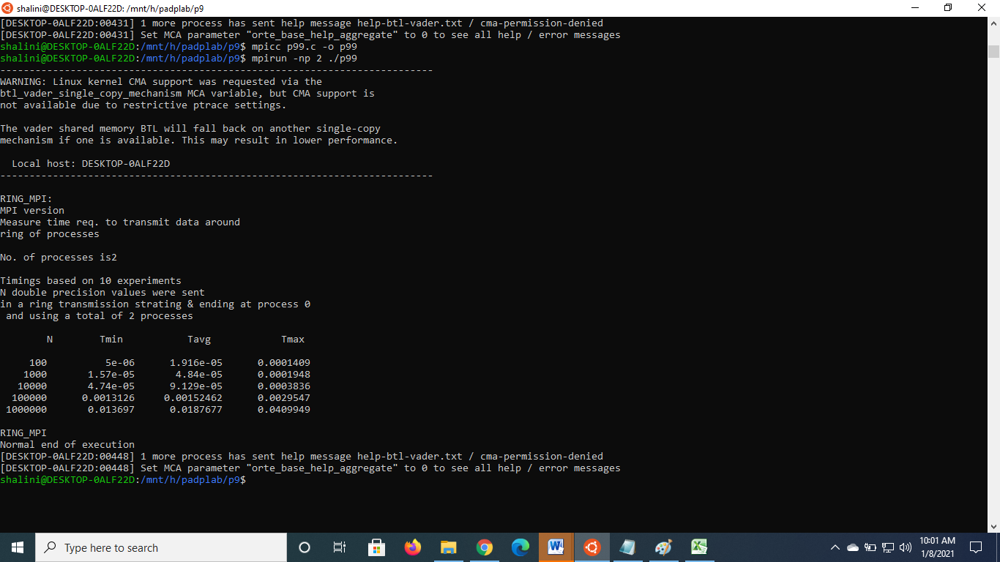 shalini@DESKTOP-0ALF22D: /mnt/h/padplab/p9
[DESKTOP-0ALF22D:00431] 1 more process has sent help message help-btl-vader.txt / cma-permission-denied
[DESKTOP-0ALF22D:00431] Set MCA parameter "orte_base_help_aggregate" to 0 to see all help / error messages
shalini@DESKTOP-0ALF22D:/mnt/h/padplab/p9$ mpicc p99.c -o p99
shalini@DESKTOP-0ALF22D:/mnt/h/padplab/p9$ mpirun -np 2 ./p99
--------------------------------------------------------------------------
WARNING: Linux kernel CMA support was requested via the
btl_vader_single_copy_mechanism MCA variable, but CMA support is
not available due to restrictive ptrace settings.
The vader shared memory BTL will fall back on another single-copy
mechanism if one is available. This may result in lower performance.
Local host: DESKTOP-0ALF22D
--------------------------------------------------------------------------
RING_MPI:
MPI version
Measure time req. to transmit data around
ring of processes
No. of processes is2
Timings based on 10 experiments
N double precision values were sent
in a ring transmission strating & ending at process 0
and using a total of 2 processes
N Tmin Tavg Tmax
100 5e-06 1.916e-05 0.0001409
1000 1.57e-05 4.84e-05 0.0001948
10000 4.74e-05 9.129e-05 0.0003836
100000 0.0013126 0.00152462 0.0029547
1000000 0.013697 0.0187677 0.0409949
RING_MPI
Normal end of execution
[DESKTOP-0ALF22D:00448] 1 more process has sent help message help-btl-vader.txt / cma-permission-denied
[DESKTOP-0ALF22D:00448] Set MCA parameter "orte_base_help_aggregate" to 0 to see all help / error messages
shalini@DESKTOP-0ALF22D:/mnt/h/padplab/p9$
Type here to search
10:01 AM
1/8/2021